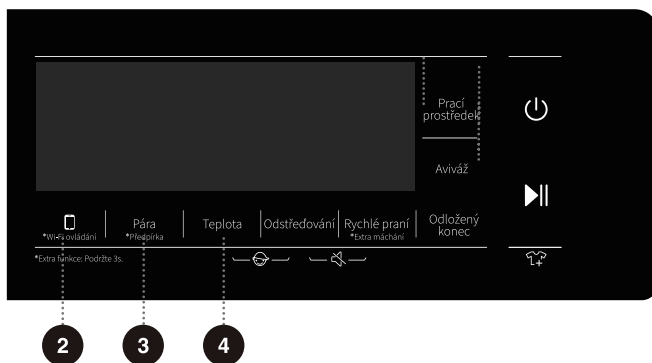 Prací
prostředek
Aviváž
*Wi-Fi ovládání
Pára
*Předpírka
Teplota
Odstřeďování
Rychlé praní
*Extra máchání
Odložený
konec
*Extra funkce: Podržte 3s.
2
3
4